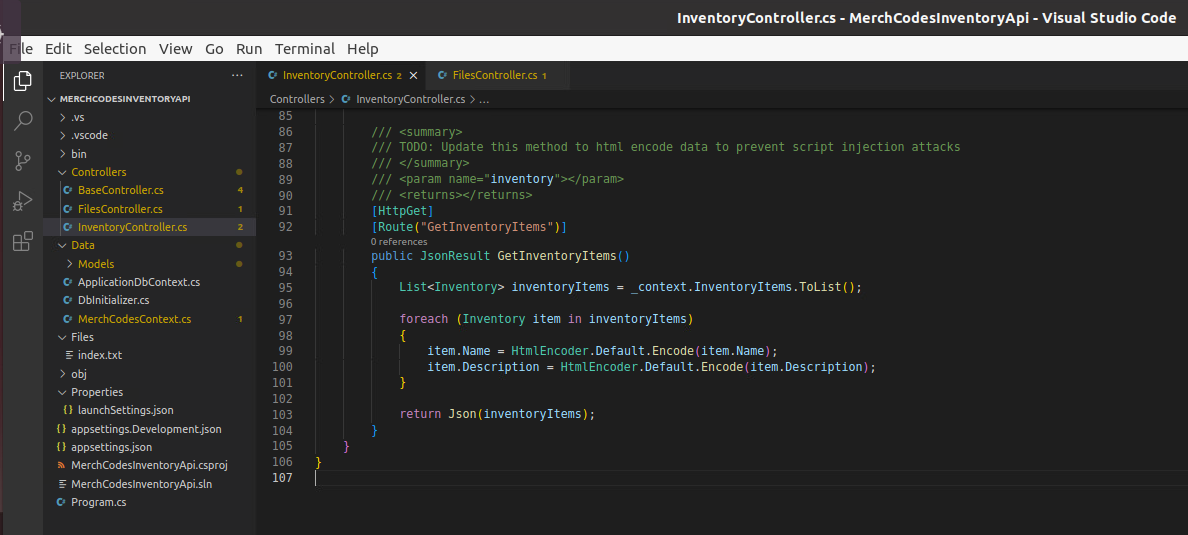 InventoryController.cs - MerchCodesInventoryApi - Visual Studio Code
File Edit Selection View Go Run Terminal Help
EXPLORER ...
MERCHCODESINVENTORYAPI
.vs
.vscode
bin
Controllers
BaseController.cs 4
FilesController.cs 1
InventoryController.cs 2
Data
Models
ApplicationDbContext.cs
DbInitializer.cs
MerchCodesContext.cs 1
Files
index.txt
obj
Properties
{} launchSettings.json
{} appsettings.Development.json
{} appsettings.json
MerchCodesInventoryApi.csproj
MerchCodesInventoryApi.sln
Program.cs
InventoryController.cs 2 × FilesController.cs 1
Controllers > InventoryController.cs > ...
85
86 /// <summary>
87 /// TODO: Update this method to html encode data to prevent script injection attacks
88 /// </summary>
89 /// <param name="inventory"></param>
90 /// <returns></returns>
91 [HttpGet]
92 [Route("GetInventoryItems")]
0 references
93 public JsonResult GetInventoryItems()
94 {
95 List<Inventory> inventoryItems = _context.InventoryItems.ToList();
96
97 foreach (Inventory item in inventoryItems)
98 {
99 item.Name = HtmlEncoder.Default.Encode(item.Name);
100 item.Description = HtmlEncoder.Default.Encode(item.Description);
101 }
102
103 return Json(inventoryItems);
104 }
105 }
106 }
107